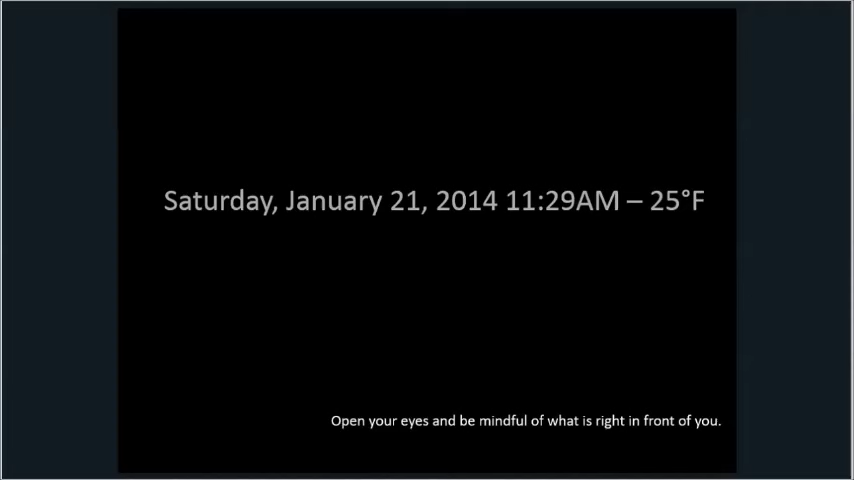 Saturday, January 21, 2014 11:29AM – 25°F
Open your eyes and be mindful of what is right in front of you.